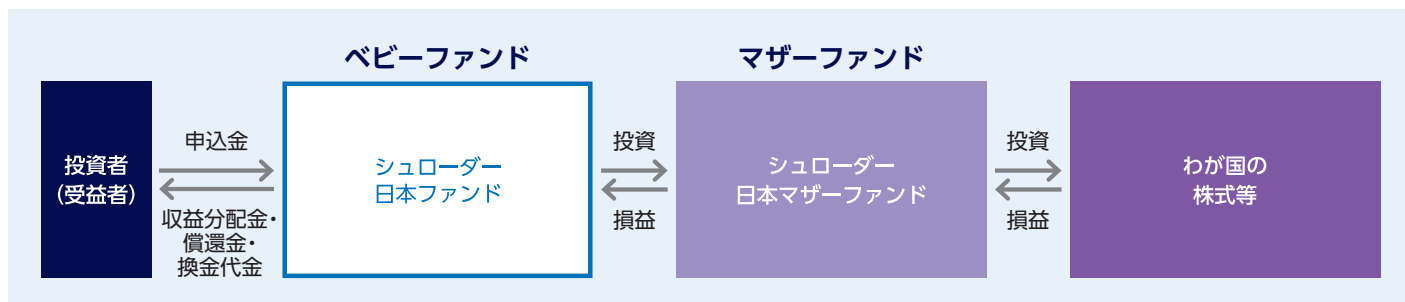 ベビーファンド
マザーファンド
投資者
（受益者）
申込金
収益分配金・
償還金・
換金代金
シュローダー
日本ファンド
投資
損益
シュローダー
日本マザーファンド
投資
損益
わが国の
株式等